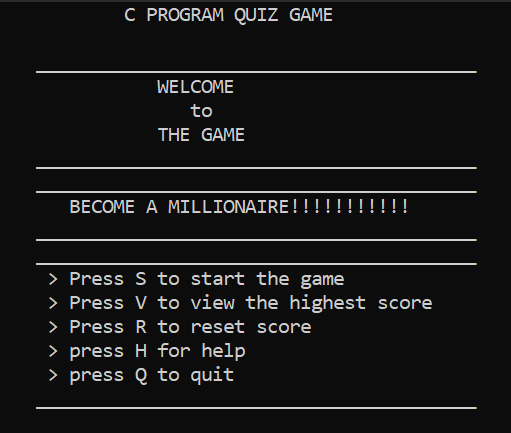 C PROGRAM QUIZ GAME
WELCOME
to
THE GAME
BECOME A MILLIONAIRE!!!!!!!!!!!
> Press S to start the game
> Press V to view the highest score
> Press R to reset score
> press H for help
> press Q to quit